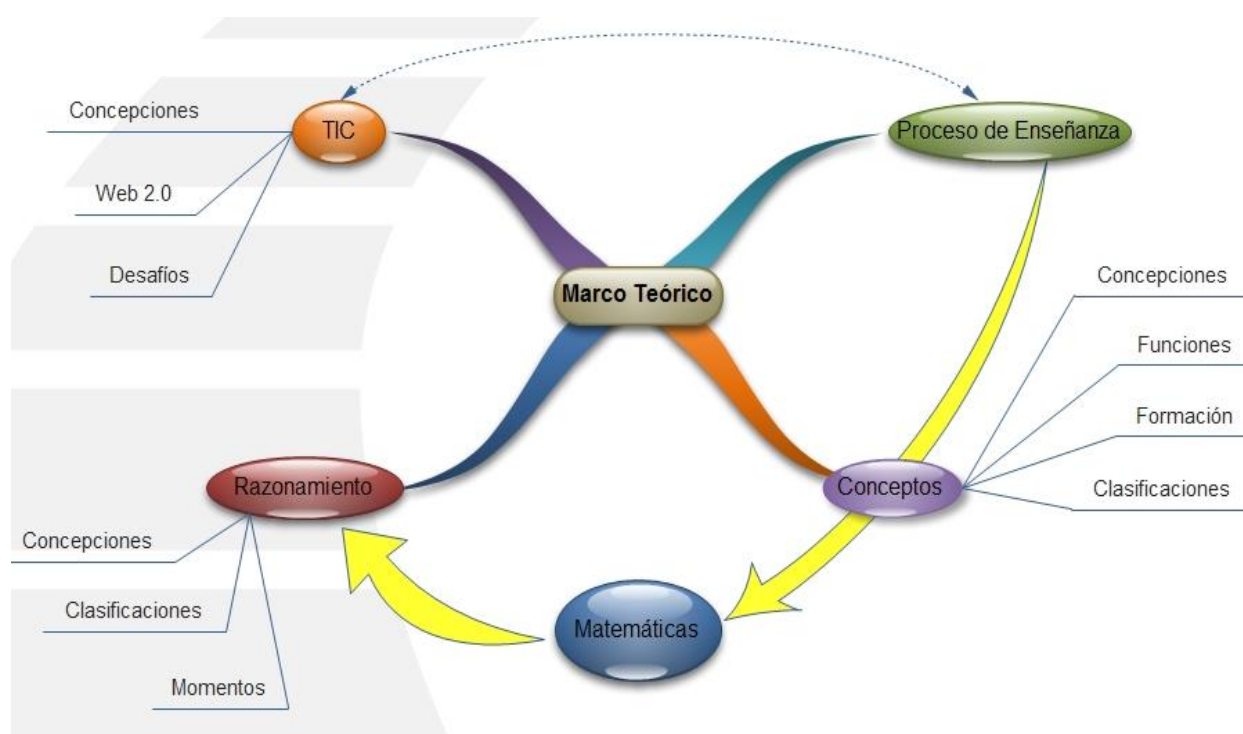 Concepciones
TIC
Proceso de Enseñanza
Web 2.0
Desafíos
Marco Teórico
Concepciones
Funciones
Formación
Conceptos
Clasificaciones
Razonamiento
Concepciones
Clasificaciones
Matemáticas
Momentos